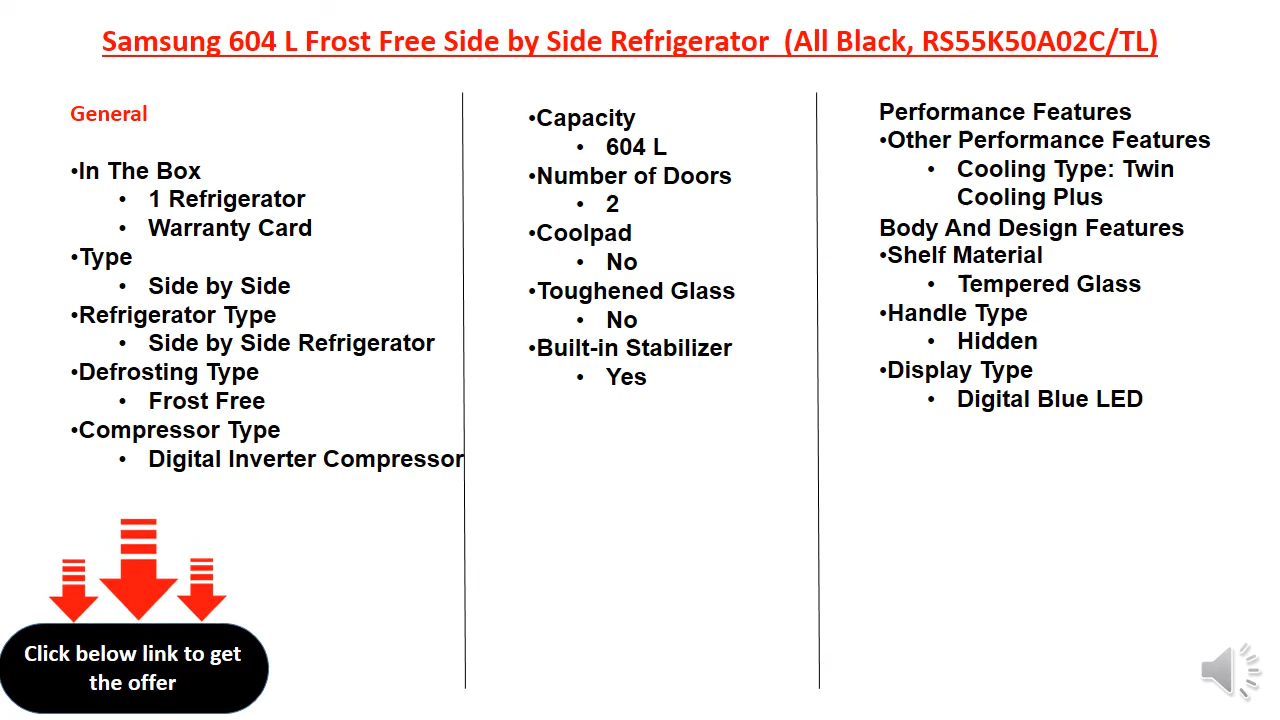 Samsung 604 L Frost Free Side by Side Refrigerator (All Black, RS55K50A02C/TL)
General
•In The Box
• 1 Refrigerator
• Warranty Card
•Type
• Side by Side
•Refrigerator Type
• Side by Side Refrigerator
•Defrosting Type
• Frost Free
•Compressor Type
• Digital Inverter Compressor
•Capacity
• 604 L
•Number of Doors
• 2
•Coolpad
• No
•Toughened Glass
• No
•Built-in Stabilizer
• Yes
Performance Features
•Other Performance Features
• Cooling Type: Twin
Cooling Plus
Body And Design Features
•Shelf Material
• Tempered Glass
•Handle Type
• Hidden
•Display Type
• Digital Blue LED
Click below link to get
the offer